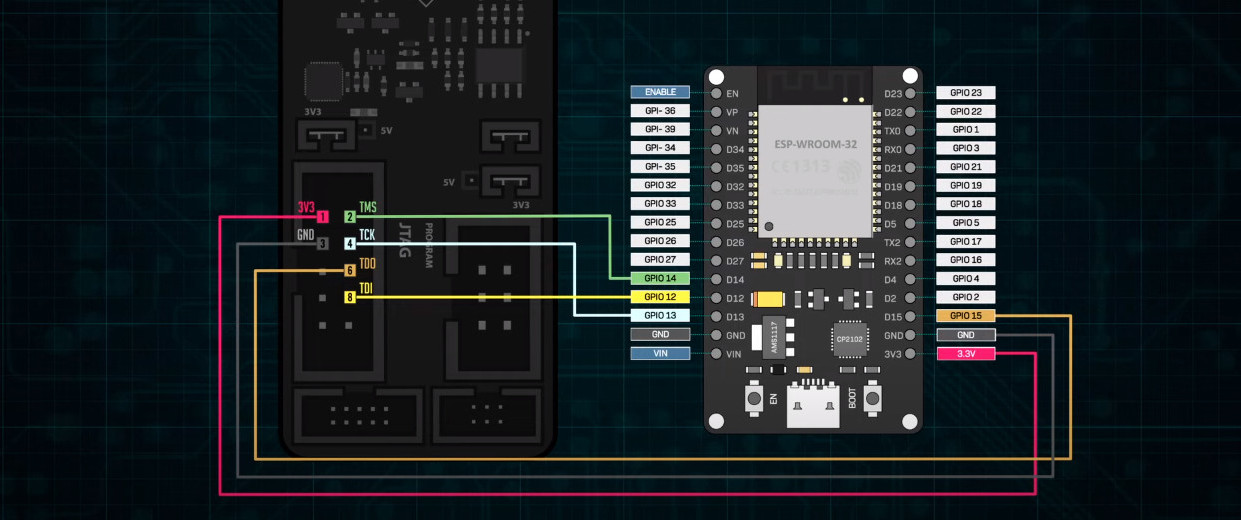 3V3
5V
5V
3V3
3V3
1
2
TMS
GND
3
4
TCK
6
TDO
8
TDI
JTAG
PROGRAM
ENABLE
GPI- 36
GPI- 39
GPI- 34
GPI- 35
GPIO 32
GPIO 33
GPIO 25
GPIO 26
GPIO 27
GPIO 14
GPIO 12
GPIO 13
GND
VIN
EN
VP
VN
D34
D35
D32
D33
D25
D26
D27
D14
D12
D13
GND
VIN
ESP-WROOM-32
CE1313
AMS1117
CP2102
EN
BOOT
D23
D22
TX0
RX0
D21
D19
D18
D5
TX2
RX2
D4
D2
D15
GND
3V3
GPIO 23
GPIO 22
GPIO 1
GPIO 3
GPIO 21
GPIO 19
GPIO 18
GPIO 5
GPIO 17
GPIO 16
GPIO 4
GPIO 2
GPIO 15
GND
3.3V